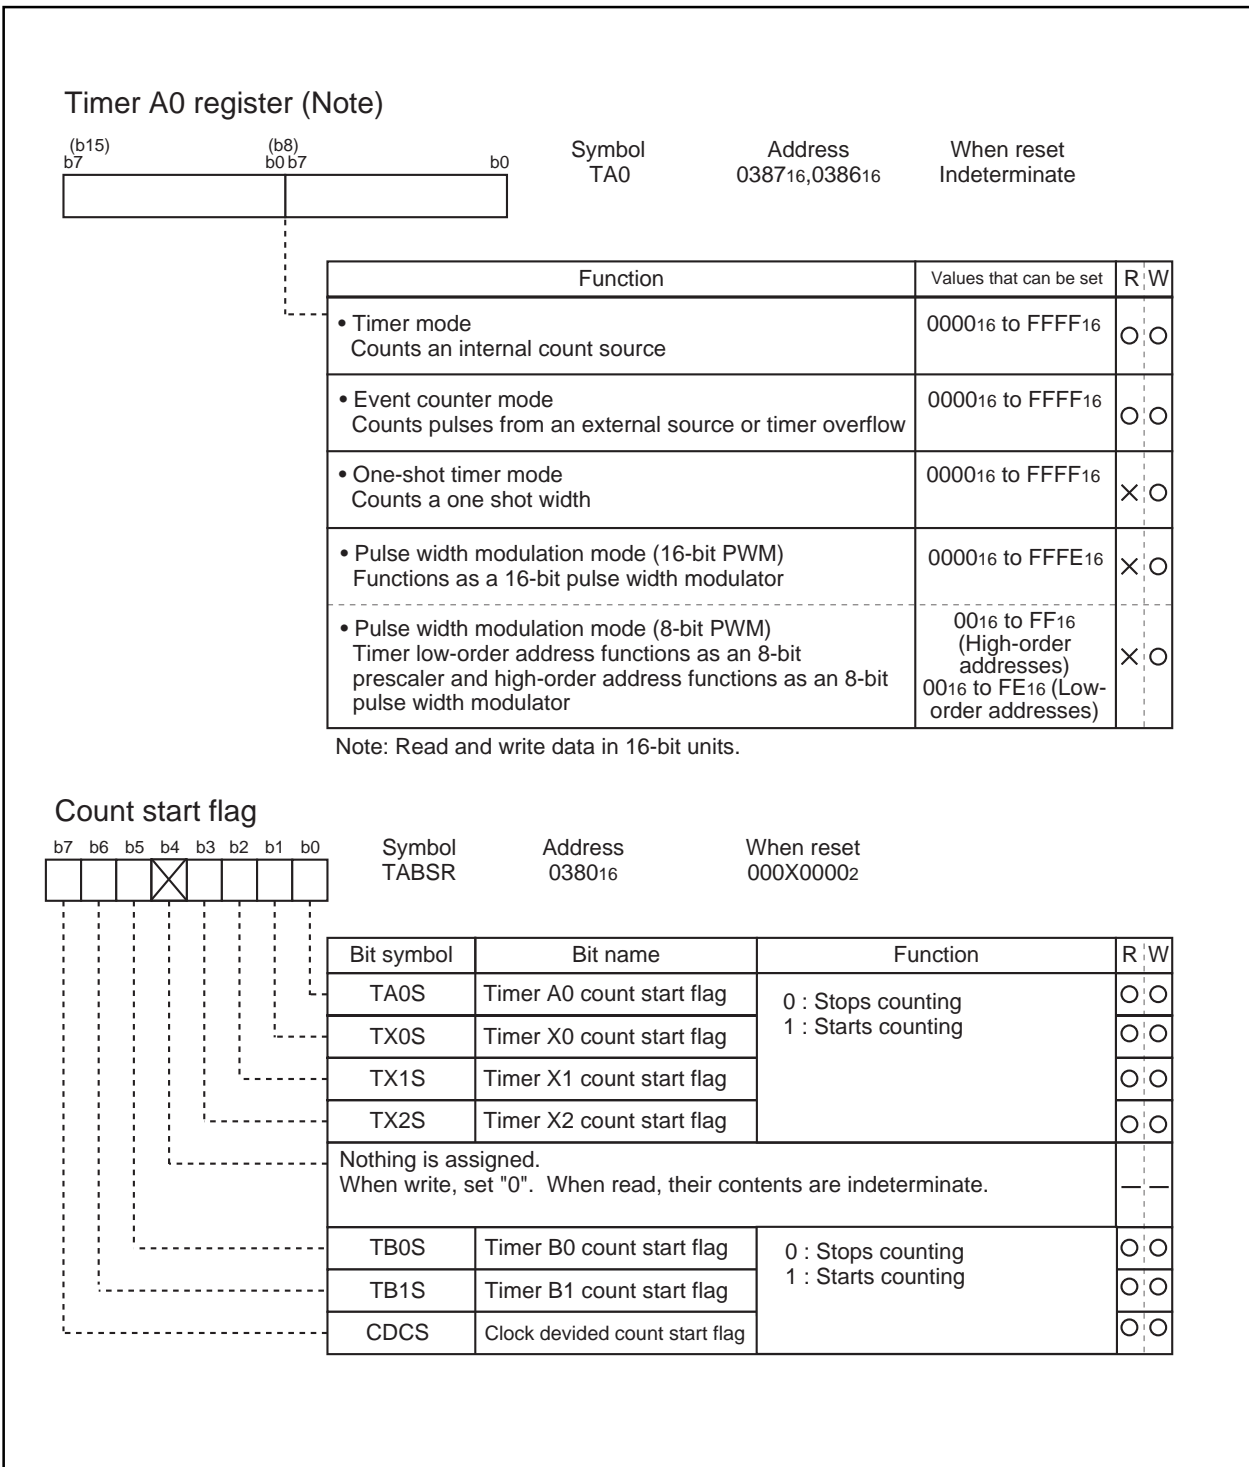 Timer A0 register (Note)
(b15) (b8)
b7 b0 b7 b0
Symbol Address When reset
TA0 038716,038616 Indeterminate
Function Values that can be set R W
• Timer mode 000016 to FFFF16
Counts an internal count source
• Event counter mode 000016 to FFFF16
Counts pulses from an external source or timer overflow
• One-shot timer mode 000016 to FFFF16
Counts a one shot width
• Pulse width modulation mode (16-bit PWM) 000016 to FFFE16
Functions as a 16-bit pulse width modulator
• Pulse width modulation mode (8-bit PWM)
Timer low-order address functions as an 8-bit
prescaler and high-order address functions as an 8-bit
pulse width modulator
0016 to FF16
(High-order
addresses)
0016 to FE16 (Low-
order addresses)
Note: Read and write data in 16-bit units.
Count start flag
b7 b6 b5 b4 b3 b2 b1 b0
Symbol Address When reset
TABSR 038016 000X00002
Bit symbol Bit name Function R W
TA0S Timer A0 count start flag
0 : Stops counting
1 : Starts counting
TX0S Timer X0 count start flag
TX1S Timer X1 count start flag
TX2S Timer X2 count start flag
Nothing is assigned.
When write, set "0". When read, their contents are indeterminate.
TB0S Timer B0 count start flag
0 : Stops counting
1 : Starts counting
TB1S Timer B1 count start flag
CDCS Clock devided count start flag